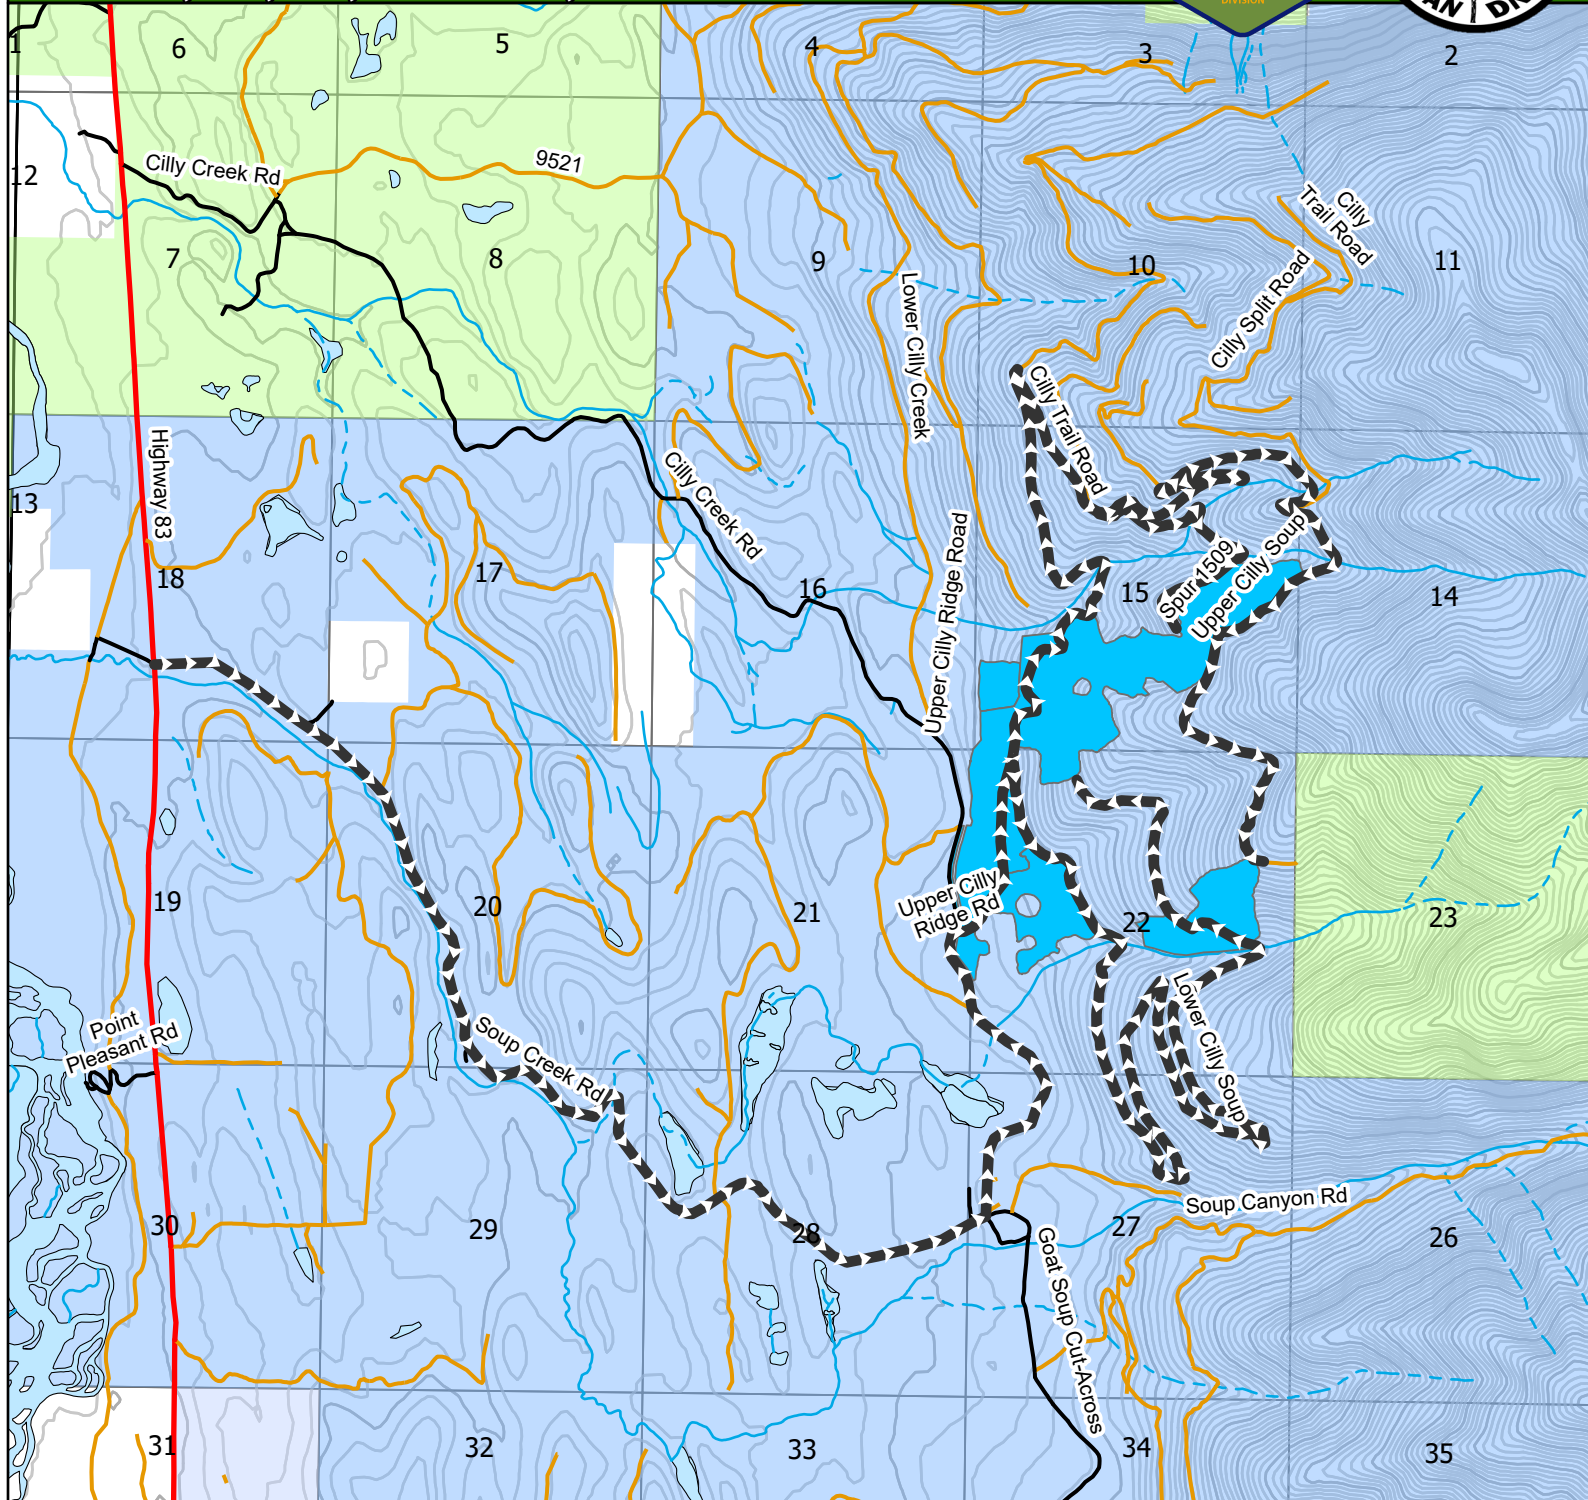 DIVISION
AN DN
1
6
5
4
3
2
12
Cilly Creek Rd
9521
7
8
9
10
11
Cilly
Trail Road
Cilly Split Road
Lower Cilly Creek
Cilly Trail Road
Highway 83
13
18
17
Cilly Creek Rd
16
15
14
Spur 1509
Upper Cilly Soup
Upper Cilly Ridge Road
19
20
21
Upper Cilly
Ridge Rd
22
23
Point
Pleasant Rd
Soup Creek Rd
Lower Cilly Soup
Soup Canyon Rd
30
29
28
27
26
Goat Soup Cut-Across
31
32
33
34
35